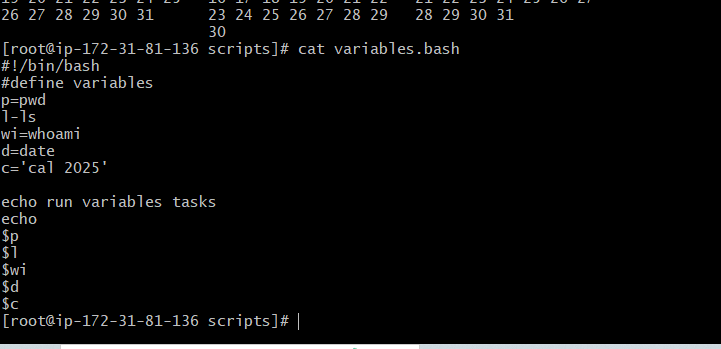 26 27 28 29 30 31 23 24 25 26 27 28 29 28 29 30 31
30
[root@ip-172-31-81-136 scripts]# cat variables.bash
#!/bin/bash
#define variables
p=pwd
l-ls
wi=whoami
d=date
c='cal 2025'
echo run variables tasks
echo
$p
$l
$wi
$d
$c
[root@ip-172-31-81-136 scripts]#